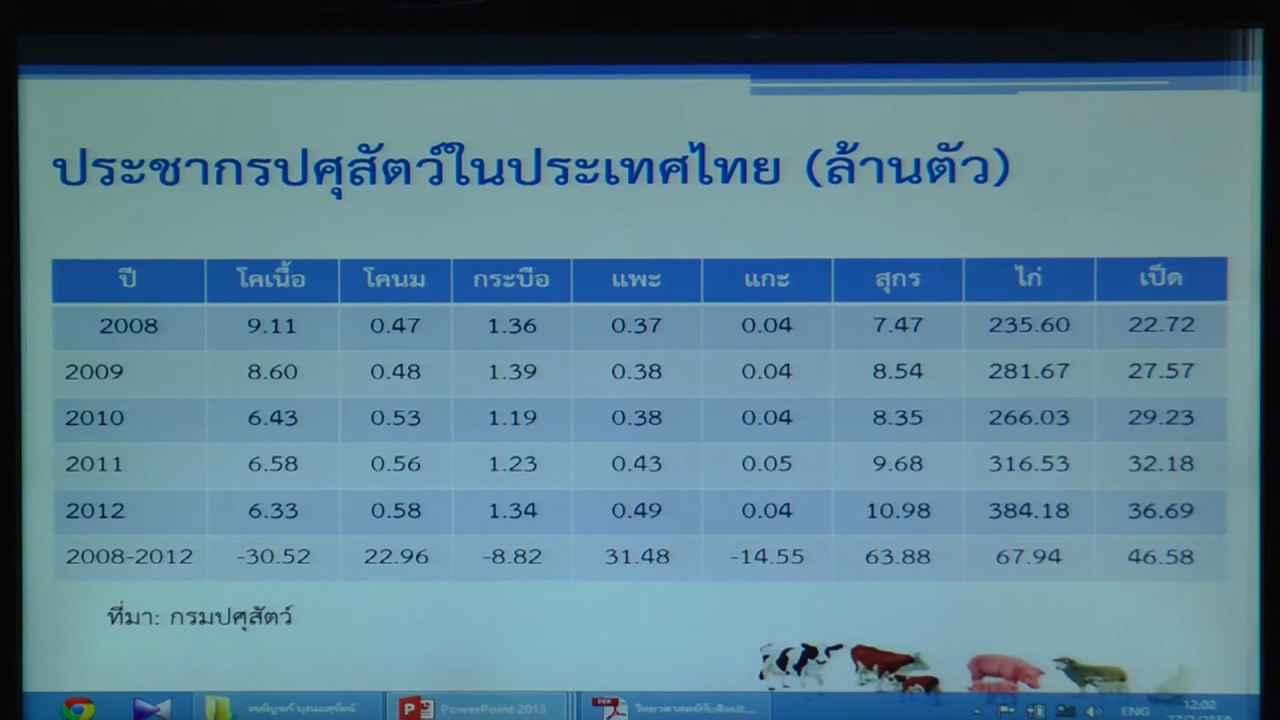 ประชากรปศุสัตว์ในประเทศไทย (ล้านตัว)
ปี โคเนื้อ โคนม กระบือ แพะ แกะ สุกร ไก่ เป็ด
2008 9.11 0.47 1.36 0.37 0.04 7.47 235.60 22.72
2009 8.60 0.48 1.39 0.38 0.04 8.54 281.67 27.57
2010 6.43 0.53 1.19 0.38 0.04 8.35 266.03 29.23
2011 6.58 0.56 1.23 0.43 0.05 9.68 316.53 32.18
2012 6.33 0.58 1.34 0.49 0.04 10.98 384.18 36.69
2008-2012 -30.52 22.96 -8.82 31.48 -14.55 63.88 67.94 46.58
ที่มา: กรมปศุสัตว์
PowerPoint 2013 ENG 12:02